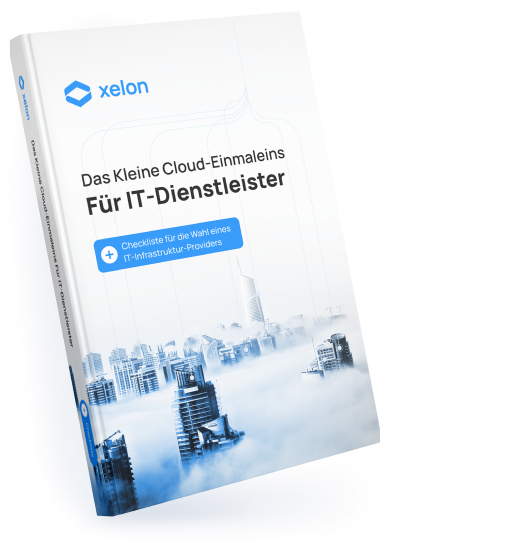 xelon
Das Kleine Cloud-Einmaleins
Für IT-Dienstleister
Checkliste für die Wahl eines
IT-Infrastruktur-Providers
xelon
Das Kleine Cloud-Einmaleins Für IT-Dienstleister